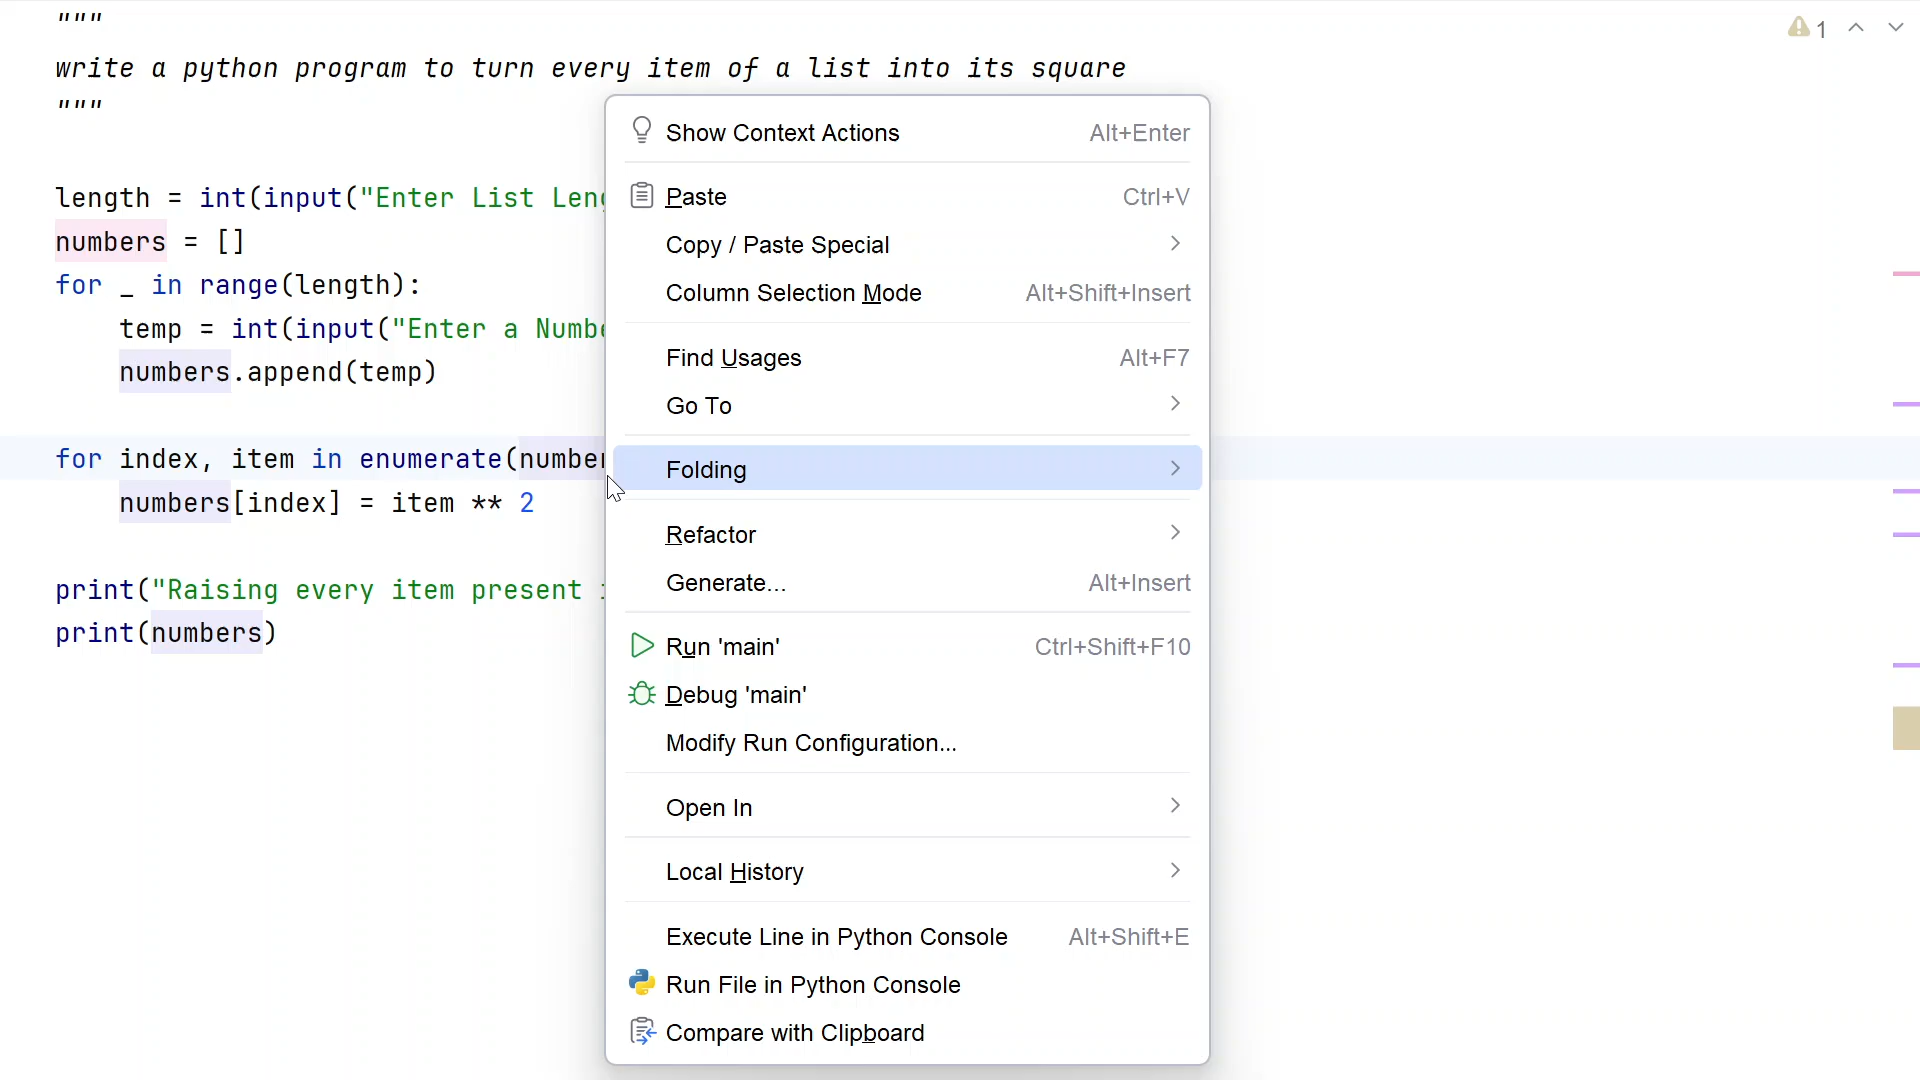 """
write a python program to turn every item of a list into its square
"""
length = int(input("Enter List
numbers = []
for _ in range(length):
temp = int(input("Enter a
numbers.append(temp)
for index, item in enumerate(
numbers[index] = item ** 2
print("Raising every item present
print(numbers)
1
Show Context Actions Alt+Enter
Paste Ctrl+V
Copy / Paste Special
Column Selection Mode Alt+Shift+Insert
Find Usages Alt+F7
Go To
Folding
Refactor
Generate... Alt+Insert
Run 'main' Ctrl+Shift+F10
Debug 'main'
Modify Run Configuration...
Open In
Local History
Execute Line in Python Console Alt+Shift+E
Run File in Python Console
Compare with Clipboard